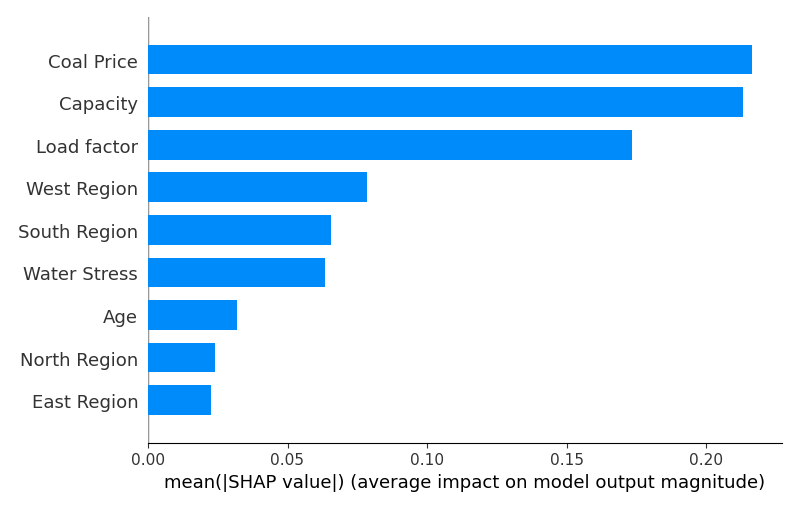 Coal Price
Capacity
Load factor
West Region
South Region
Water Stress
Age
North Region
East Region
0.00 0.05 0.10 0.15 0.20
mean(|SHAP value|) (average impact on model output magnitude)